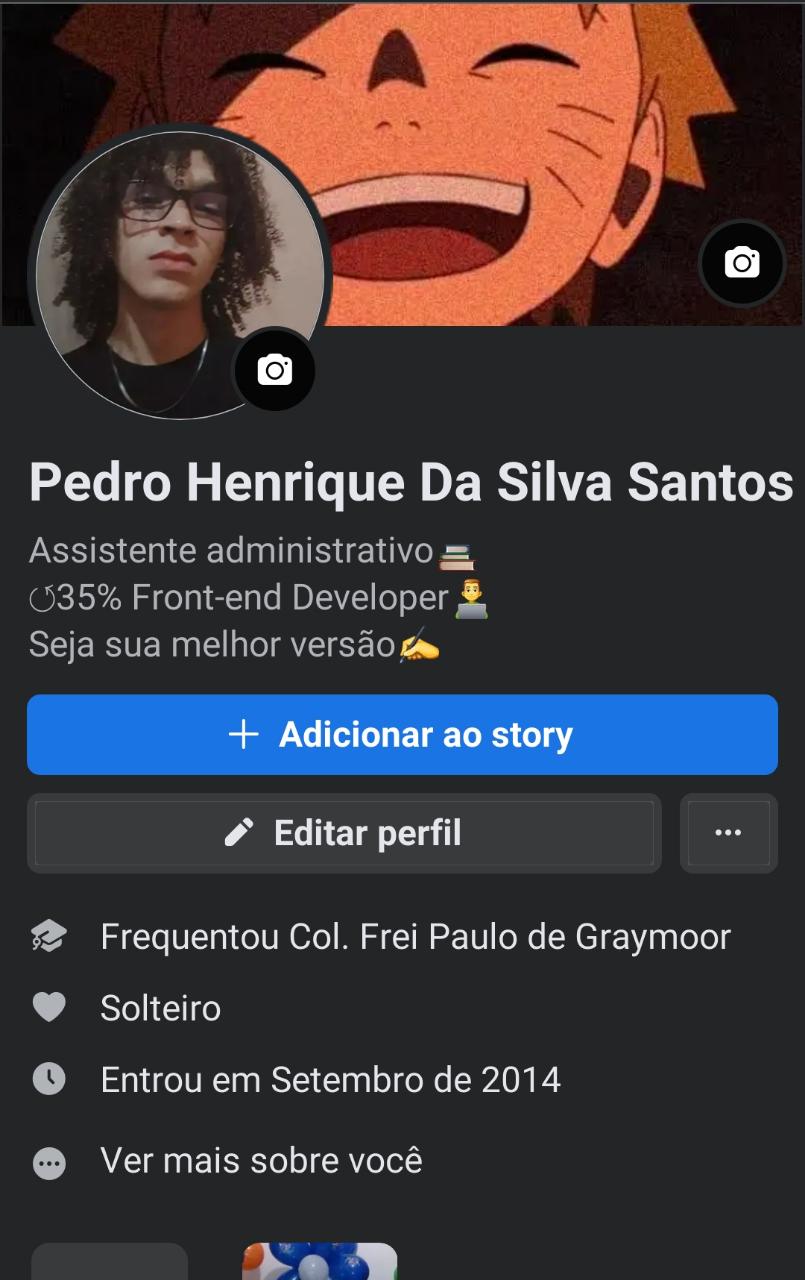 Pedro Henrique Da Silva Santos
Assistente administrativo📚
↺35% Front-end Developer👨‍💻
Seja sua melhor versão✍️
+ Adicionar ao story
Editar perfil
Frequentou Col. Frei Paulo de Graymoor
Solteiro
Entrou em Setembro de 2014
Ver mais sobre você